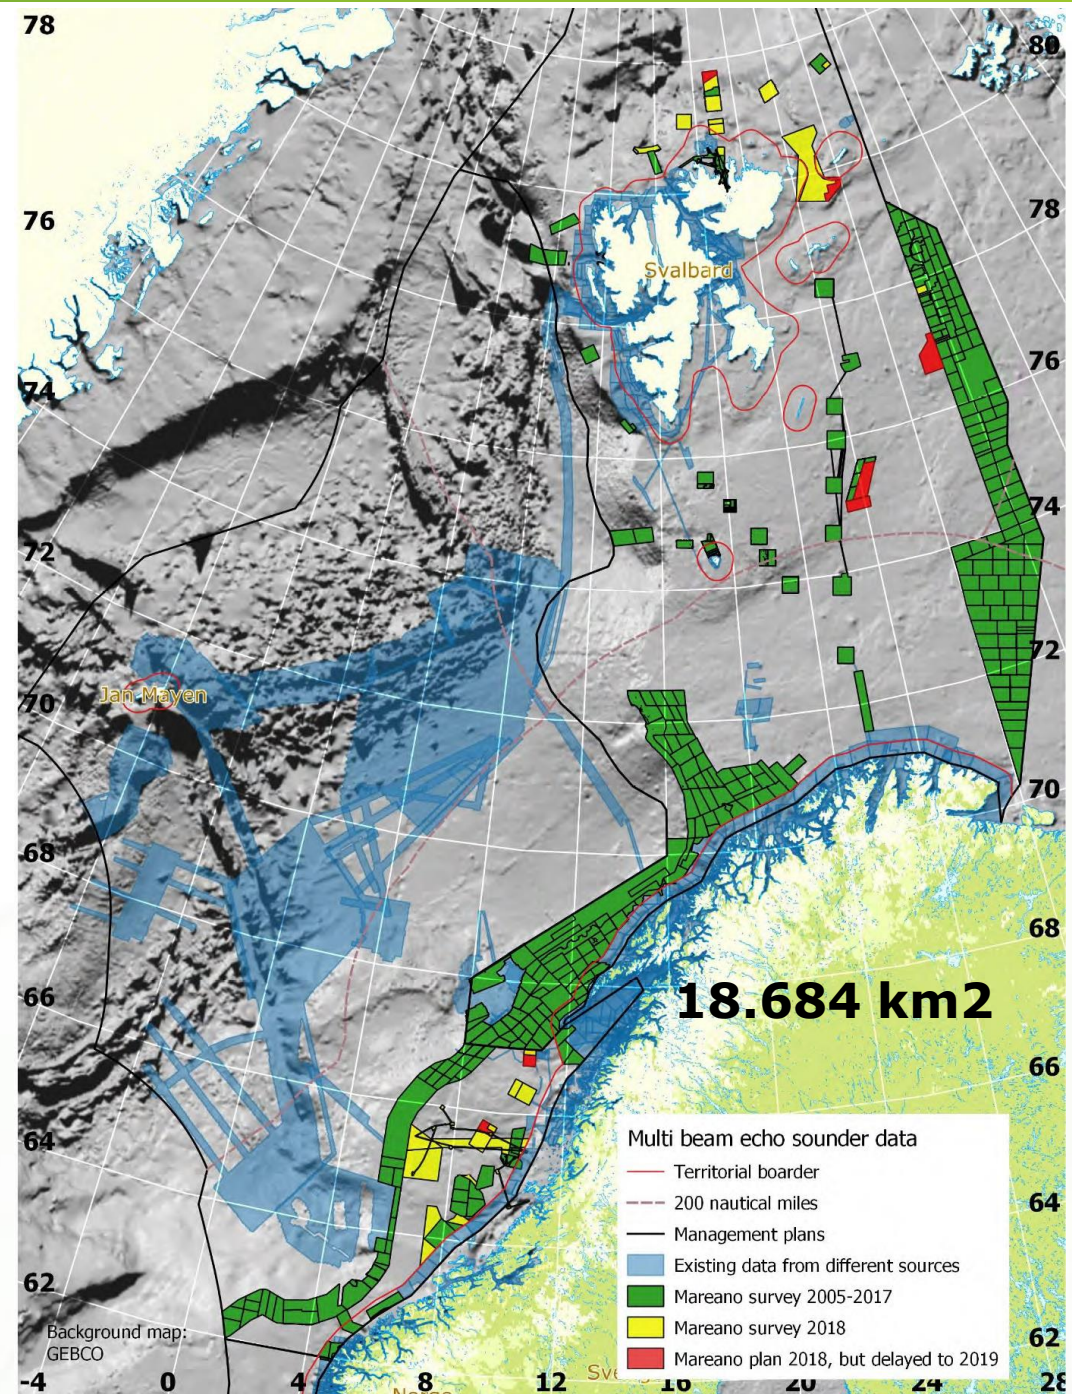 78
80
76
78
Svalbard
76
74
74
72
72
Jan Mayen
70
70
68
68
18.684 km2
66
66
64
64
62
62
Multi beam echo sounder data
Territorial boarder
200 nautical miles
Management plans
Existing data from different sources
Mareano survey 2005-2017
Mareano survey 2018
Mareano plan 2018, but delayed to 2019
Background map:
GEBCO
-4 0 4 8 12 16 20 24 28